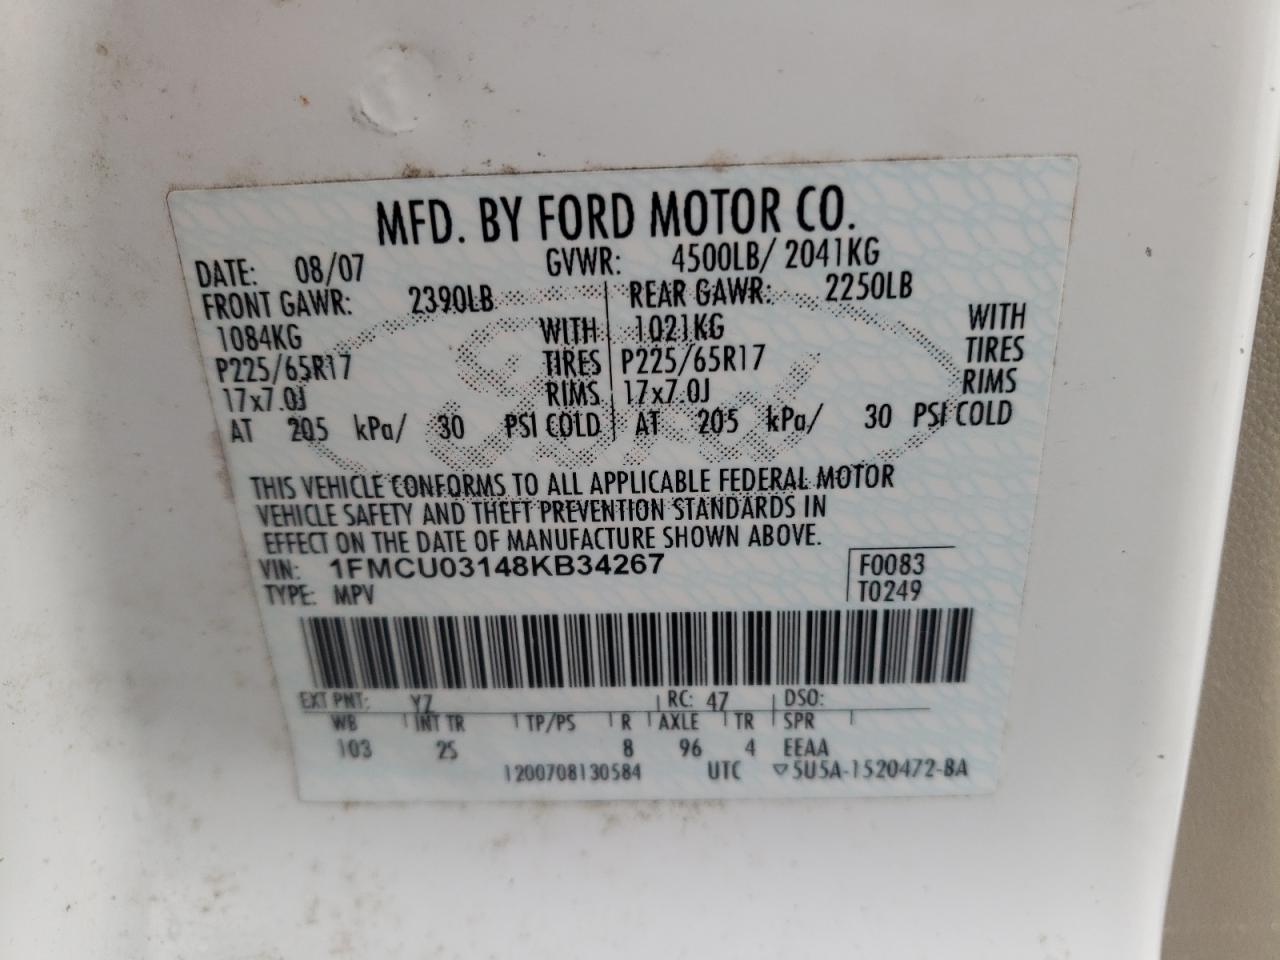 MFD. BY FORD MOTOR CO.
DATE: 08/07 GVWR: 4500LB/ 2041KG
FRONT GAWR: 2390LB REAR GAWR: 2250LB
1084KG WITH 1021KG WITH
P225/65R17 TIRES P225/65R17 TIRES
17x7.0J RIMS 17x7.0J RIMS
AT 205 kPa/ 30 PSI COLD AT 205 kPa/ 30 PSI COLD
THIS VEHICLE CONFORMS TO ALL APPLICABLE FEDERAL MOTOR
VEHICLE SAFETY AND THEFT PREVENTION STANDARDS IN
EFFECT ON THE DATE OF MANUFACTURE SHOWN ABOVE.
VIN: 1FMCU03148KB34267 F0083
TYPE: MPV T0249
EXT PNT: YZ RC: 47 DSO:
WB INT TR TP/PS R AXLE TR SPR
103 25 8 96 4 EEAA
1200708130584 UTC ▽5U5A-1520472-BA